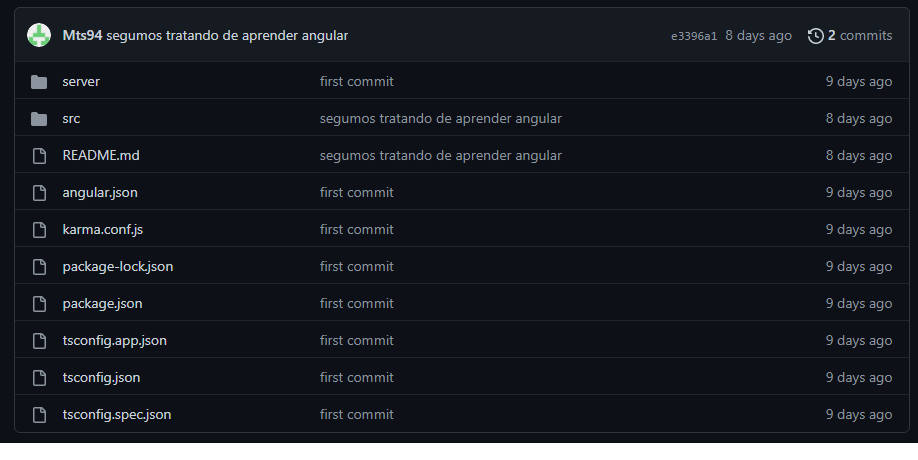 Mts94 segumos tratando de aprender angular e3396a1 8 days ago 2 commits
server first commit 9 days ago
src segumos tratando de aprender angular 8 days ago
README.md segumos tratando de aprender angular 8 days ago
angular.json first commit 9 days ago
karma.conf.js first commit 9 days ago
package-lock.json first commit 9 days ago
package.json first commit 9 days ago
tsconfig.app.json first commit 9 days ago
tsconfig.json first commit 9 days ago
tsconfig.spec.json first commit 9 days ago